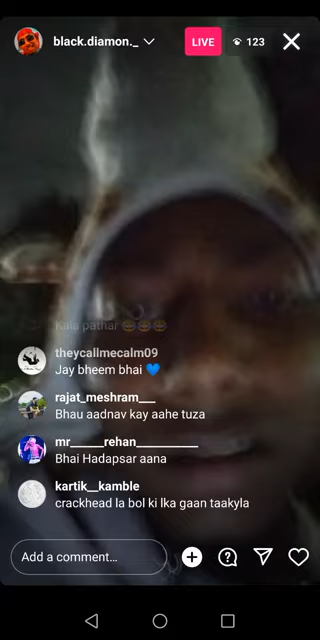 black.diamon._
LIVE
123
Kala pathar 😂😂😂
theycallmecalm09
Jay bheem bhai 💙
rajat_meshram___
Bhau aadnav kay aahe tuza
mr_____rehan___________
Bhai Hadapsar aana
kartik__kamble
crackhead la bol ki lka gaan taakyla
Add a comment…